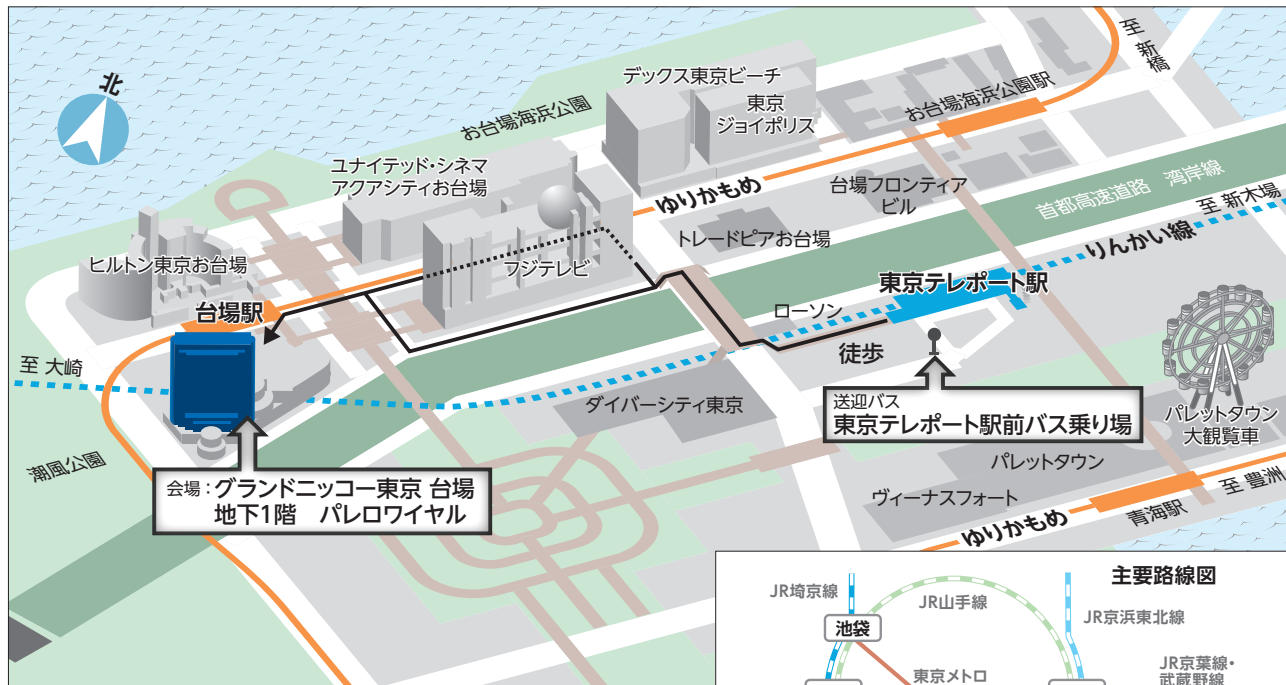 北
至 新橋
デックス東京ビーチ
東京
ジョイポリス
お台場海浜公園駅
お台場海浜公園
ユナイテッド・シネマ
アクアシティお台場
ゆりかもめ
台場フロンティア
ビル
首都高速道路 湾岸線
至 新木場
りんかい線
トレードピアお台場
ヒルトン東京お台場
フジテレビ
東京テレポート駅
台場駅
ローソン
徒歩
至 大崎
送迎バス
東京テレポート駅前バス乗り場
ダイバーシティ東京
パレットタウン
大観覧車
潮風公園
パレットタウン
会場：グランドニッコー東京 台場
地下1階 パレロワイヤル
ヴィーナスフォート
至 豊洲
青海駅
ゆりかもめ
主要路線図
JR埼京線
JR山手線
JR京浜東北線
池袋
東京メトロ
JR京葉線・
武蔵野線